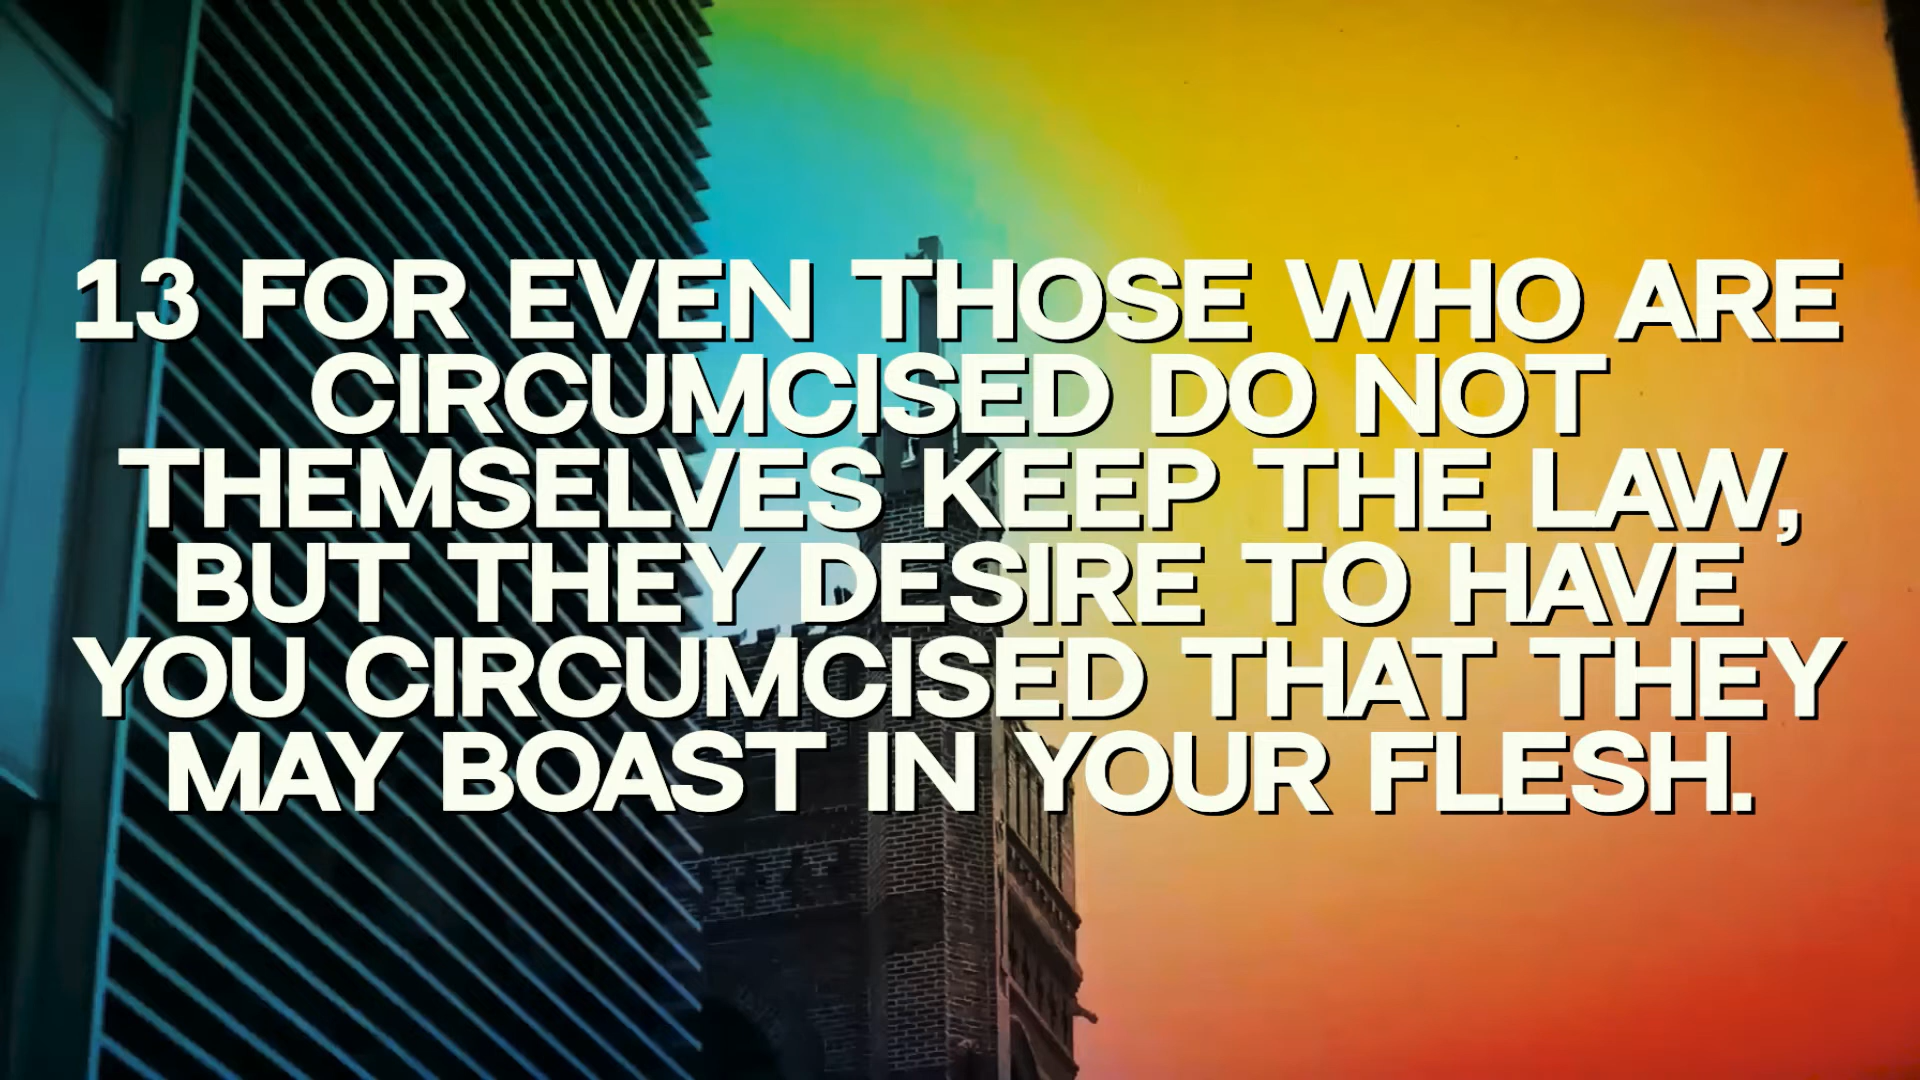 13 FOR EVEN THOSE WHO ARE
CIRCUMCISED DO NOT
THEMSELVES KEEP THE LAW,
BUT THEY DESIRE TO HAVE
YOU CIRCUMCISED THAT THEY
MAY BOAST IN YOUR FLESH.